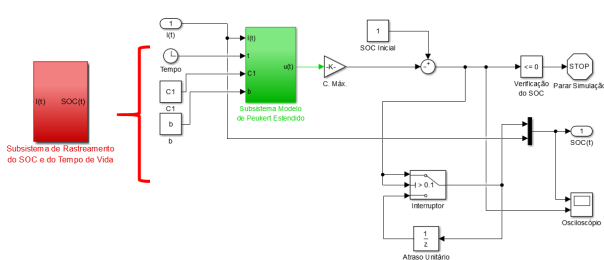 I(t)
SOC(t)
Subsistema de Rastreamento
do SOC e do Tempo de Vida
1
I(t)
Tempo
C1
C1
b
b
I(t)
t
C1
b
u(t)
Subsistema Modelo
de Peukert Estendido
-K-
C. Máx.
1
SOC Inicial
<= 0
Verificação
do SOC
STOP
Parar Simulação
1
SOC(t)
Osciloscópio
> 0.1
Interruptor
1
z
Atraso Unitário